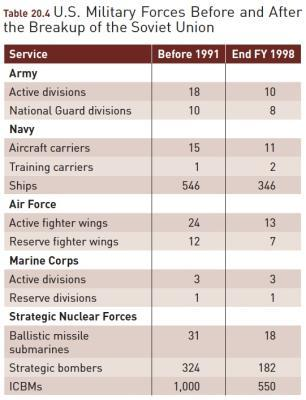 Table 20.4 U.S. Military Forces Before and After
the Breakup of the Soviet Union
Service Before 1991 End FY 1998
Army
Active divisions 18 10
National Guard divisions 10 8
Navy
Aircraft carriers 15 11
Training carriers 1 2
Ships 546 346
Air Force
Active fighter wings 24 13
Reserve fighter wings 12 7
Marine Corps
Active divisions 3 3
Reserve divisions 1 1
Strategic Nuclear Forces
Ballistic missile 31 18
submarines
Strategic bombers 324 182
ICBMs 1,000 550